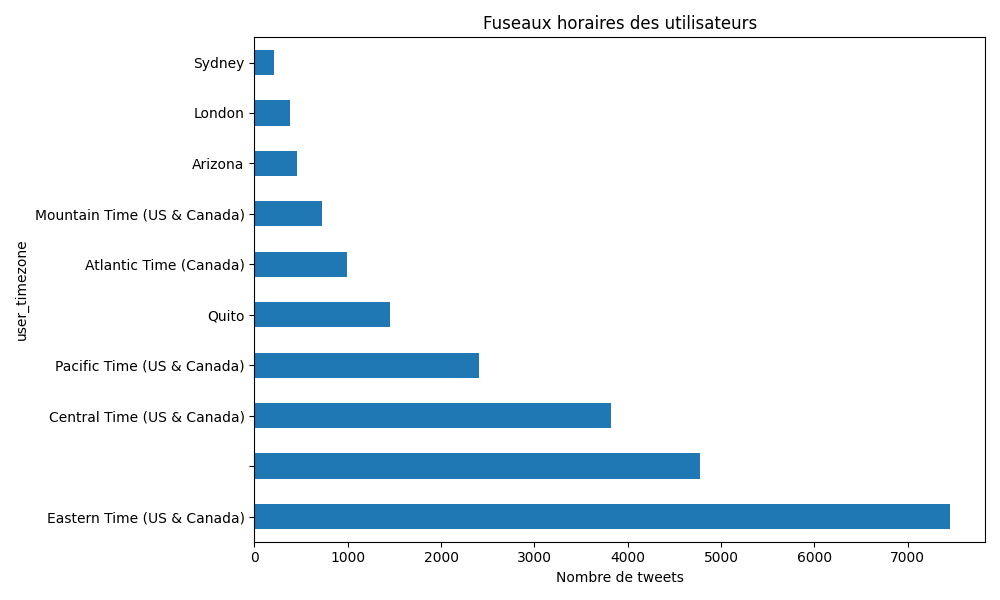 Fuseaux horaires des utilisateurs
Sydney
London
Arizona
Mountain Time (US & Canada)
Atlantic Time (Canada)
Quito
Pacific Time (US & Canada)
Central Time (US & Canada)
Eastern Time (US & Canada)
user_timezone
0 1000 2000 3000 4000 5000 6000 7000
Nombre de tweets